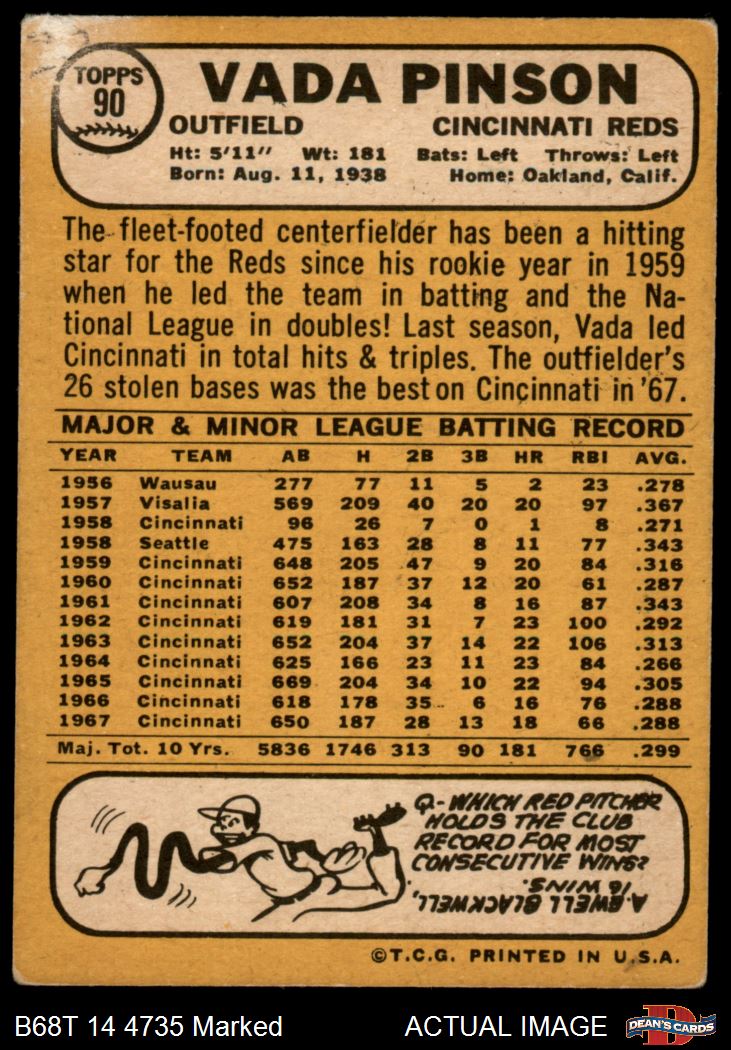 TOPPS
90
VADA PINSON
OUTFIELD CINCINNATI REDS
Ht: 5'11" Wt: 181 Bats: Left Throws: Left
Born: Aug. 11, 1938 Home: Oakland, Calif.
The fleet-footed centerfielder has been a hitting
star for the Reds since his rookie year in 1959
when he led the team in batting and the Na-
tional League in doubles! Last season, Vada led
Cincinnati in total hits & triples. The outfielder's
26 stolen bases was the best on Cincinnati in '67.
MAJOR & MINOR LEAGUE BATTING RECORD
YEAR TEAM AB H 2B 3B HR RBI AVG.
1956 Wausau 277 77 11 5 2 23 .278
1957 Visalia 569 209 40 20 20 97 .367
1958 Cincinnati 96 26 7 0 1 8 .271
1958 Seattle 475 163 28 8 11 77 .343
1959 Cincinnati 648 205 47 9 20 84 .316
1960 Cincinnati 652 187 37 12 20 61 .287
1961 Cincinnati 607 208 34 8 16 87 .343
1962 Cincinnati 619 181 31 7 23 100 .292
1963 Cincinnati 652 204 37 14 22 106 .313
1964 Cincinnati 625 166 23 11 23 84 .266
1965 Cincinnati 669 204 34 10 22 94 .305
1966 Cincinnati 618 178 35 6 16 76 .288
1967 Cincinnati 650 187 28 13 18 66 .288
Maj. Tot. 10 Yrs. 5836 1746 313 90 181 766 .299
Q- WHICH RED PITCHER
HOLDS THE CLUB
RECORD FOR MOST
CONSECUTIVE WINS?
A. EWELL BLACKWELL,
16 WINS.
©T.C.G. PRINTED IN U.S.A.
B68T 14 4735 Marked ACTUAL IMAGE DEAN'S CARDS